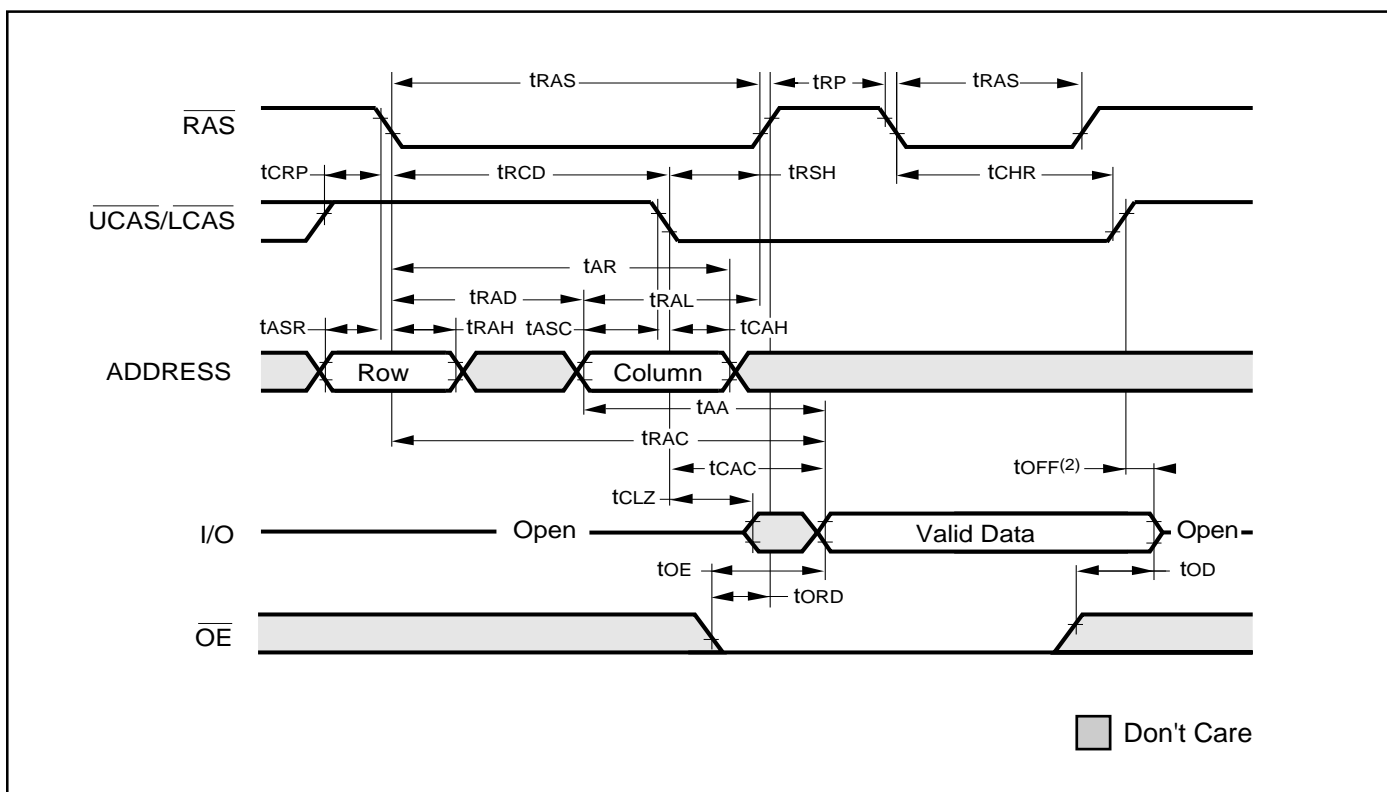 tRAS tRP tRAS
RAS
tCRP tRCD tRSH tCHR
UCAS/LCAS
tAR
tRAD tRAL
tASR tRAH tASC tCAH
ADDRESS Row Column
tAA
tRAC
tCAC tOFF(2)
tCLZ
I/O Open Valid Data Open
tOE tOD
tORD
OE
Don't Care